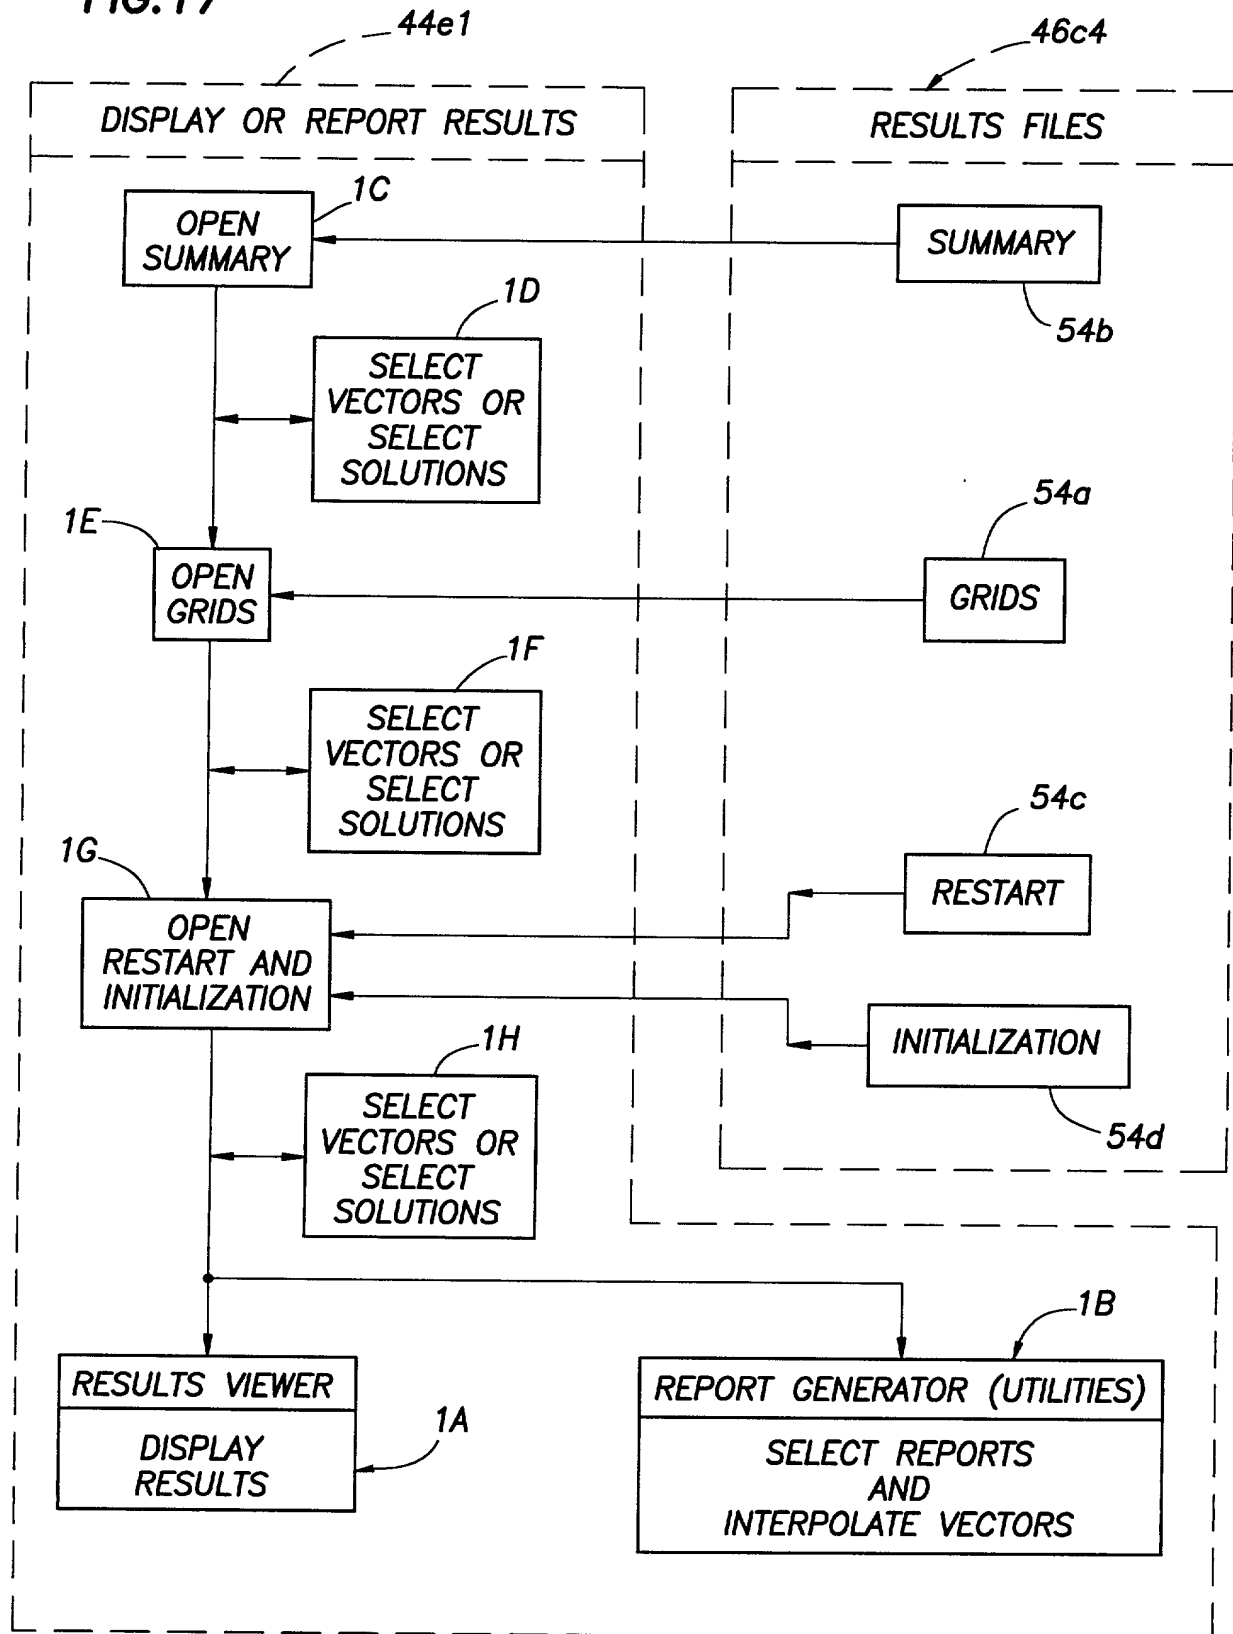 FIG. 17
44e1
46c4
DISPLAY OR REPORT RESULTS
RESULTS FILES
1C
OPEN
SUMMARY
SUMMARY
54b
1D
SELECT
VECTORS OR
SELECT
SOLUTIONS
1E
OPEN
GRIDS
54a
GRIDS
1F
SELECT
VECTORS OR
SELECT
SOLUTIONS
1G
OPEN
RESTART AND
INITIALIZATION
54c
RESTART
INITIALIZATION
54d
1H
SELECT
VECTORS OR
SELECT
SOLUTIONS
RESULTS VIEWER
DISPLAY
RESULTS
1A
1B
REPORT GENERATOR (UTILITIES)
SELECT REPORTS
AND
INTERPOLATE VECTORS